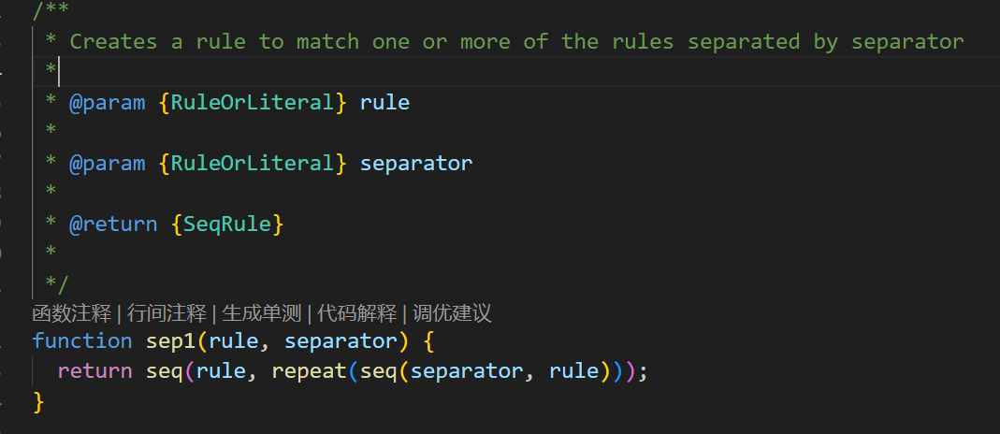 /**
 * Creates a rule to match one or more of the rules separated by separator
 *
 * @param {RuleOrLiteral} rule
 *
 * @param {RuleOrLiteral} separator
 *
 * @return {SeqRule}
 *
 */
函数注释 | 行间注释 | 生成单测 | 代码解释 | 调优建议
function sep1(rule, separator) {
  return seq(rule, repeat(seq(separator, rule)));
}